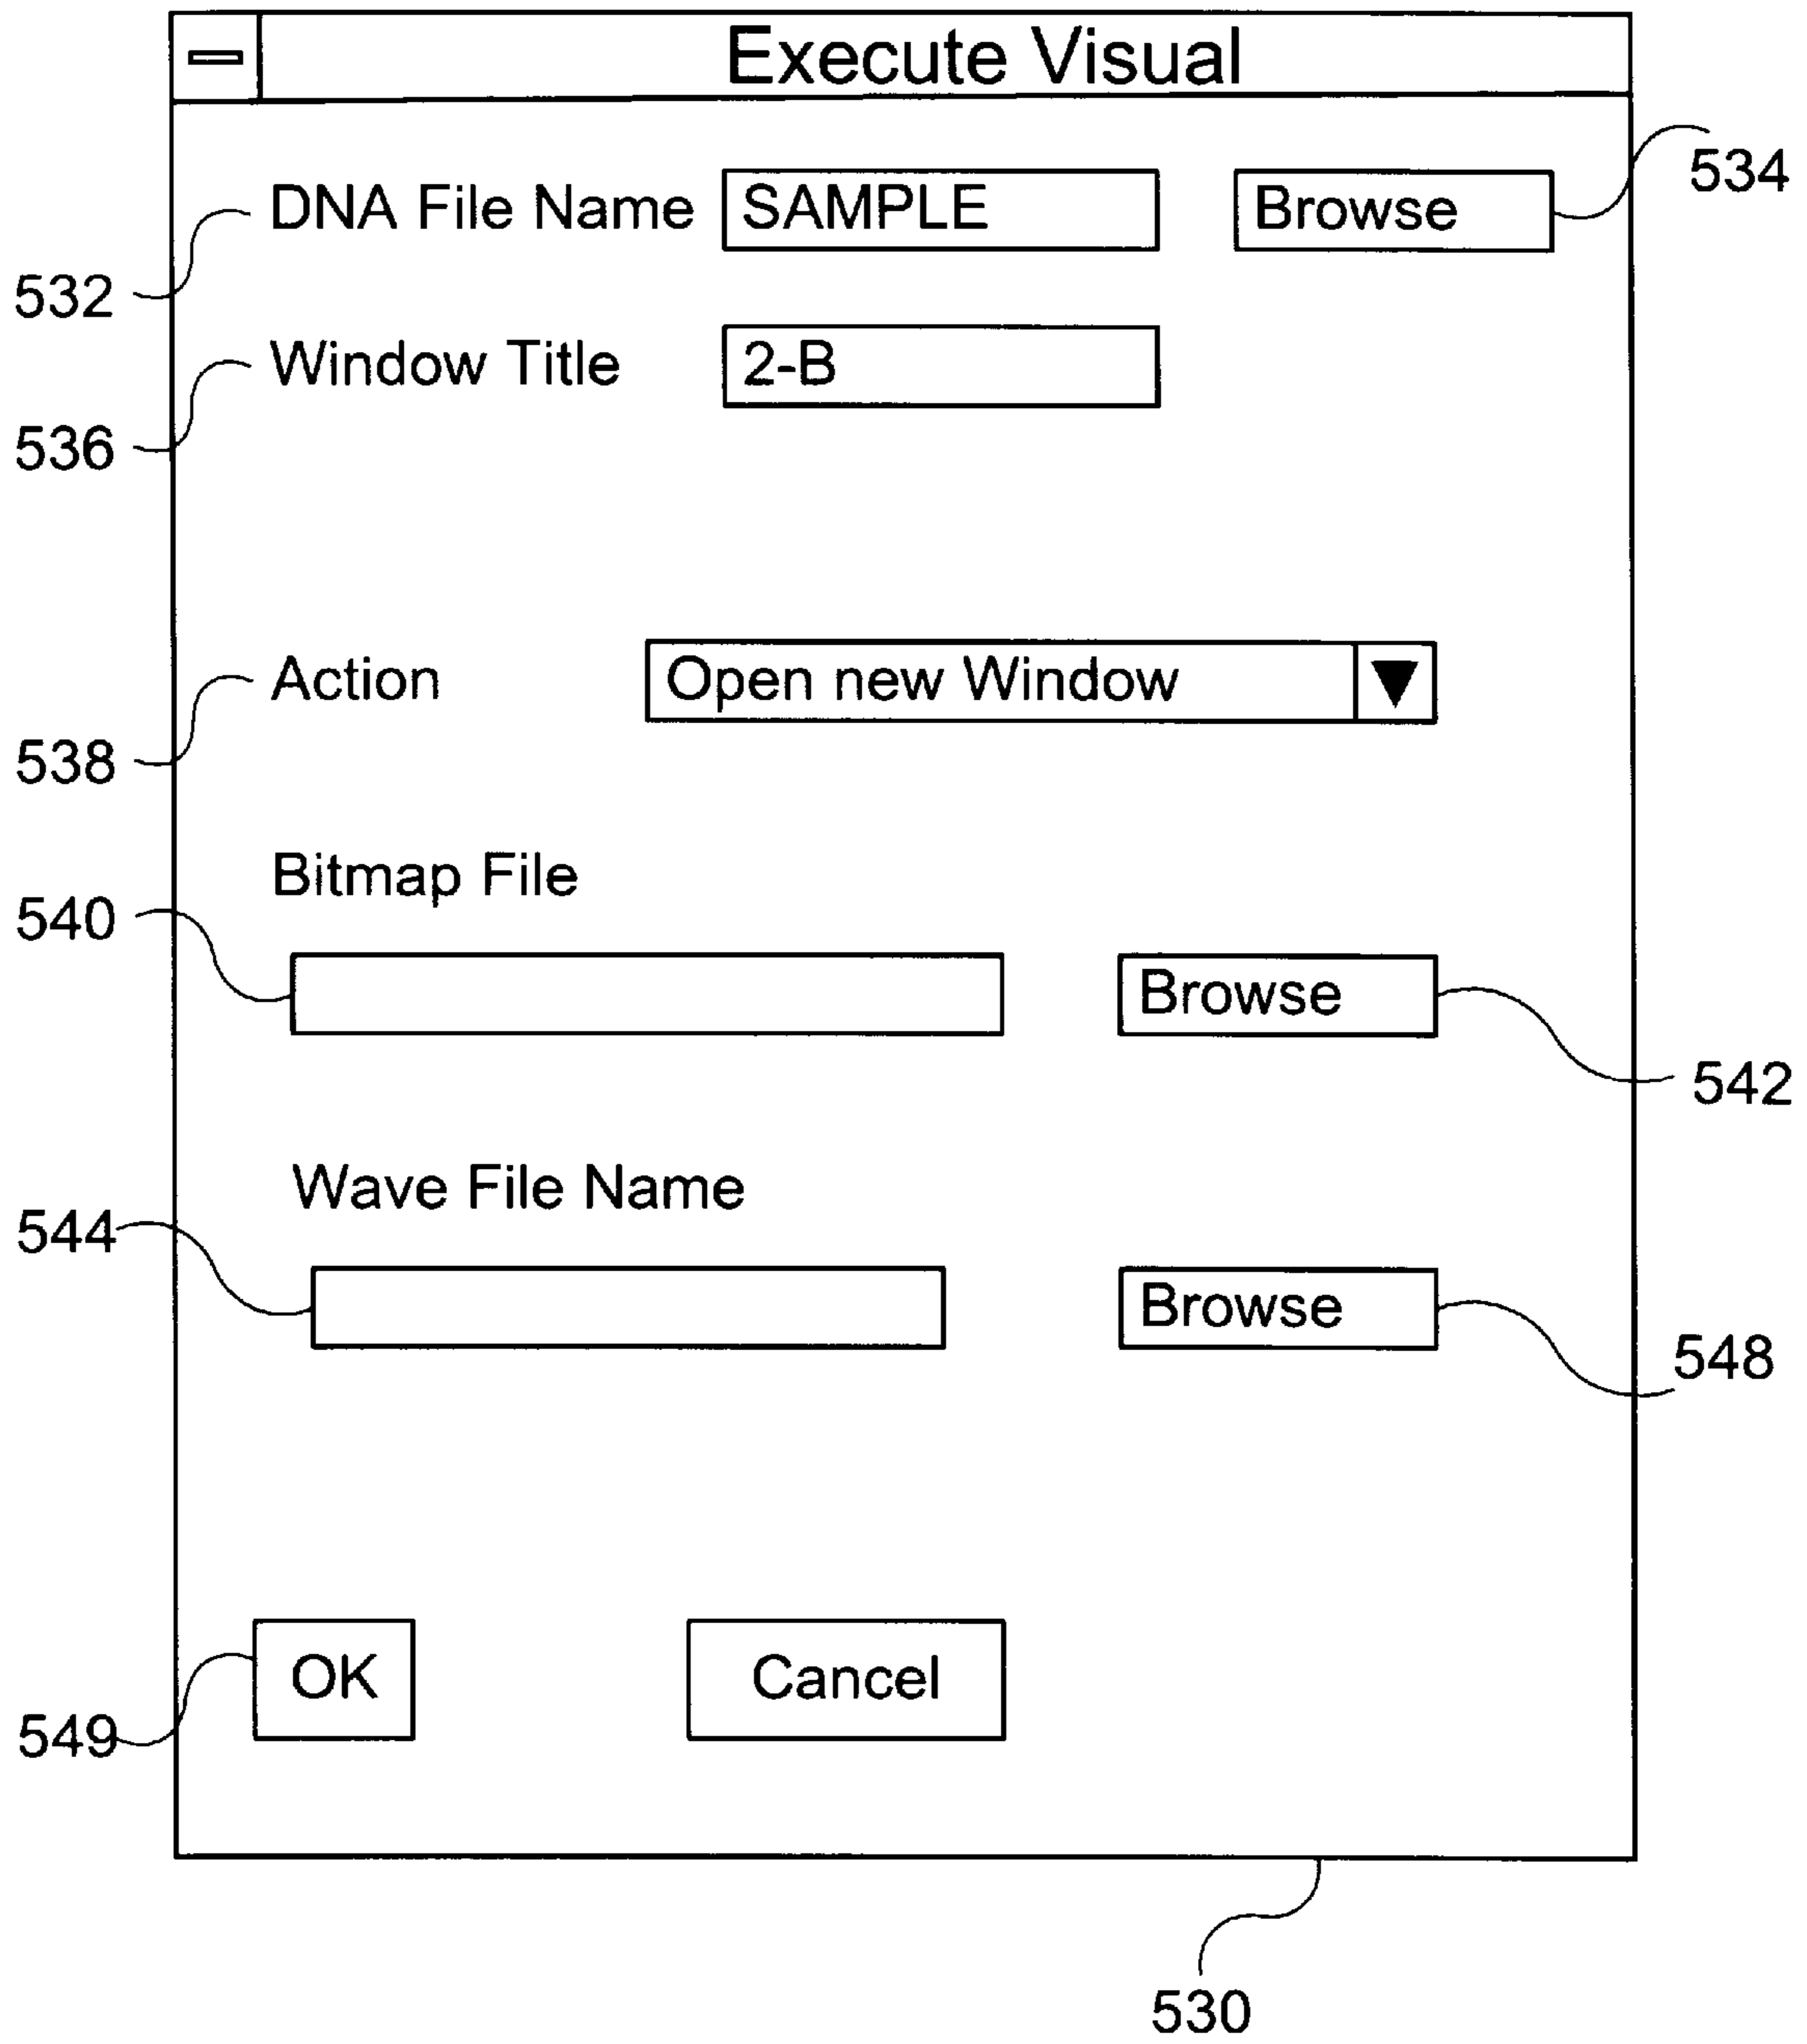 Execute Visual
534
DNA File Name SAMPLE Browse
532
Window Title 2-B
536
Action Open new Window
538
Bitmap File
540
Browse
542
Wave File Name
544
Browse
548
OK Cancel
549
530